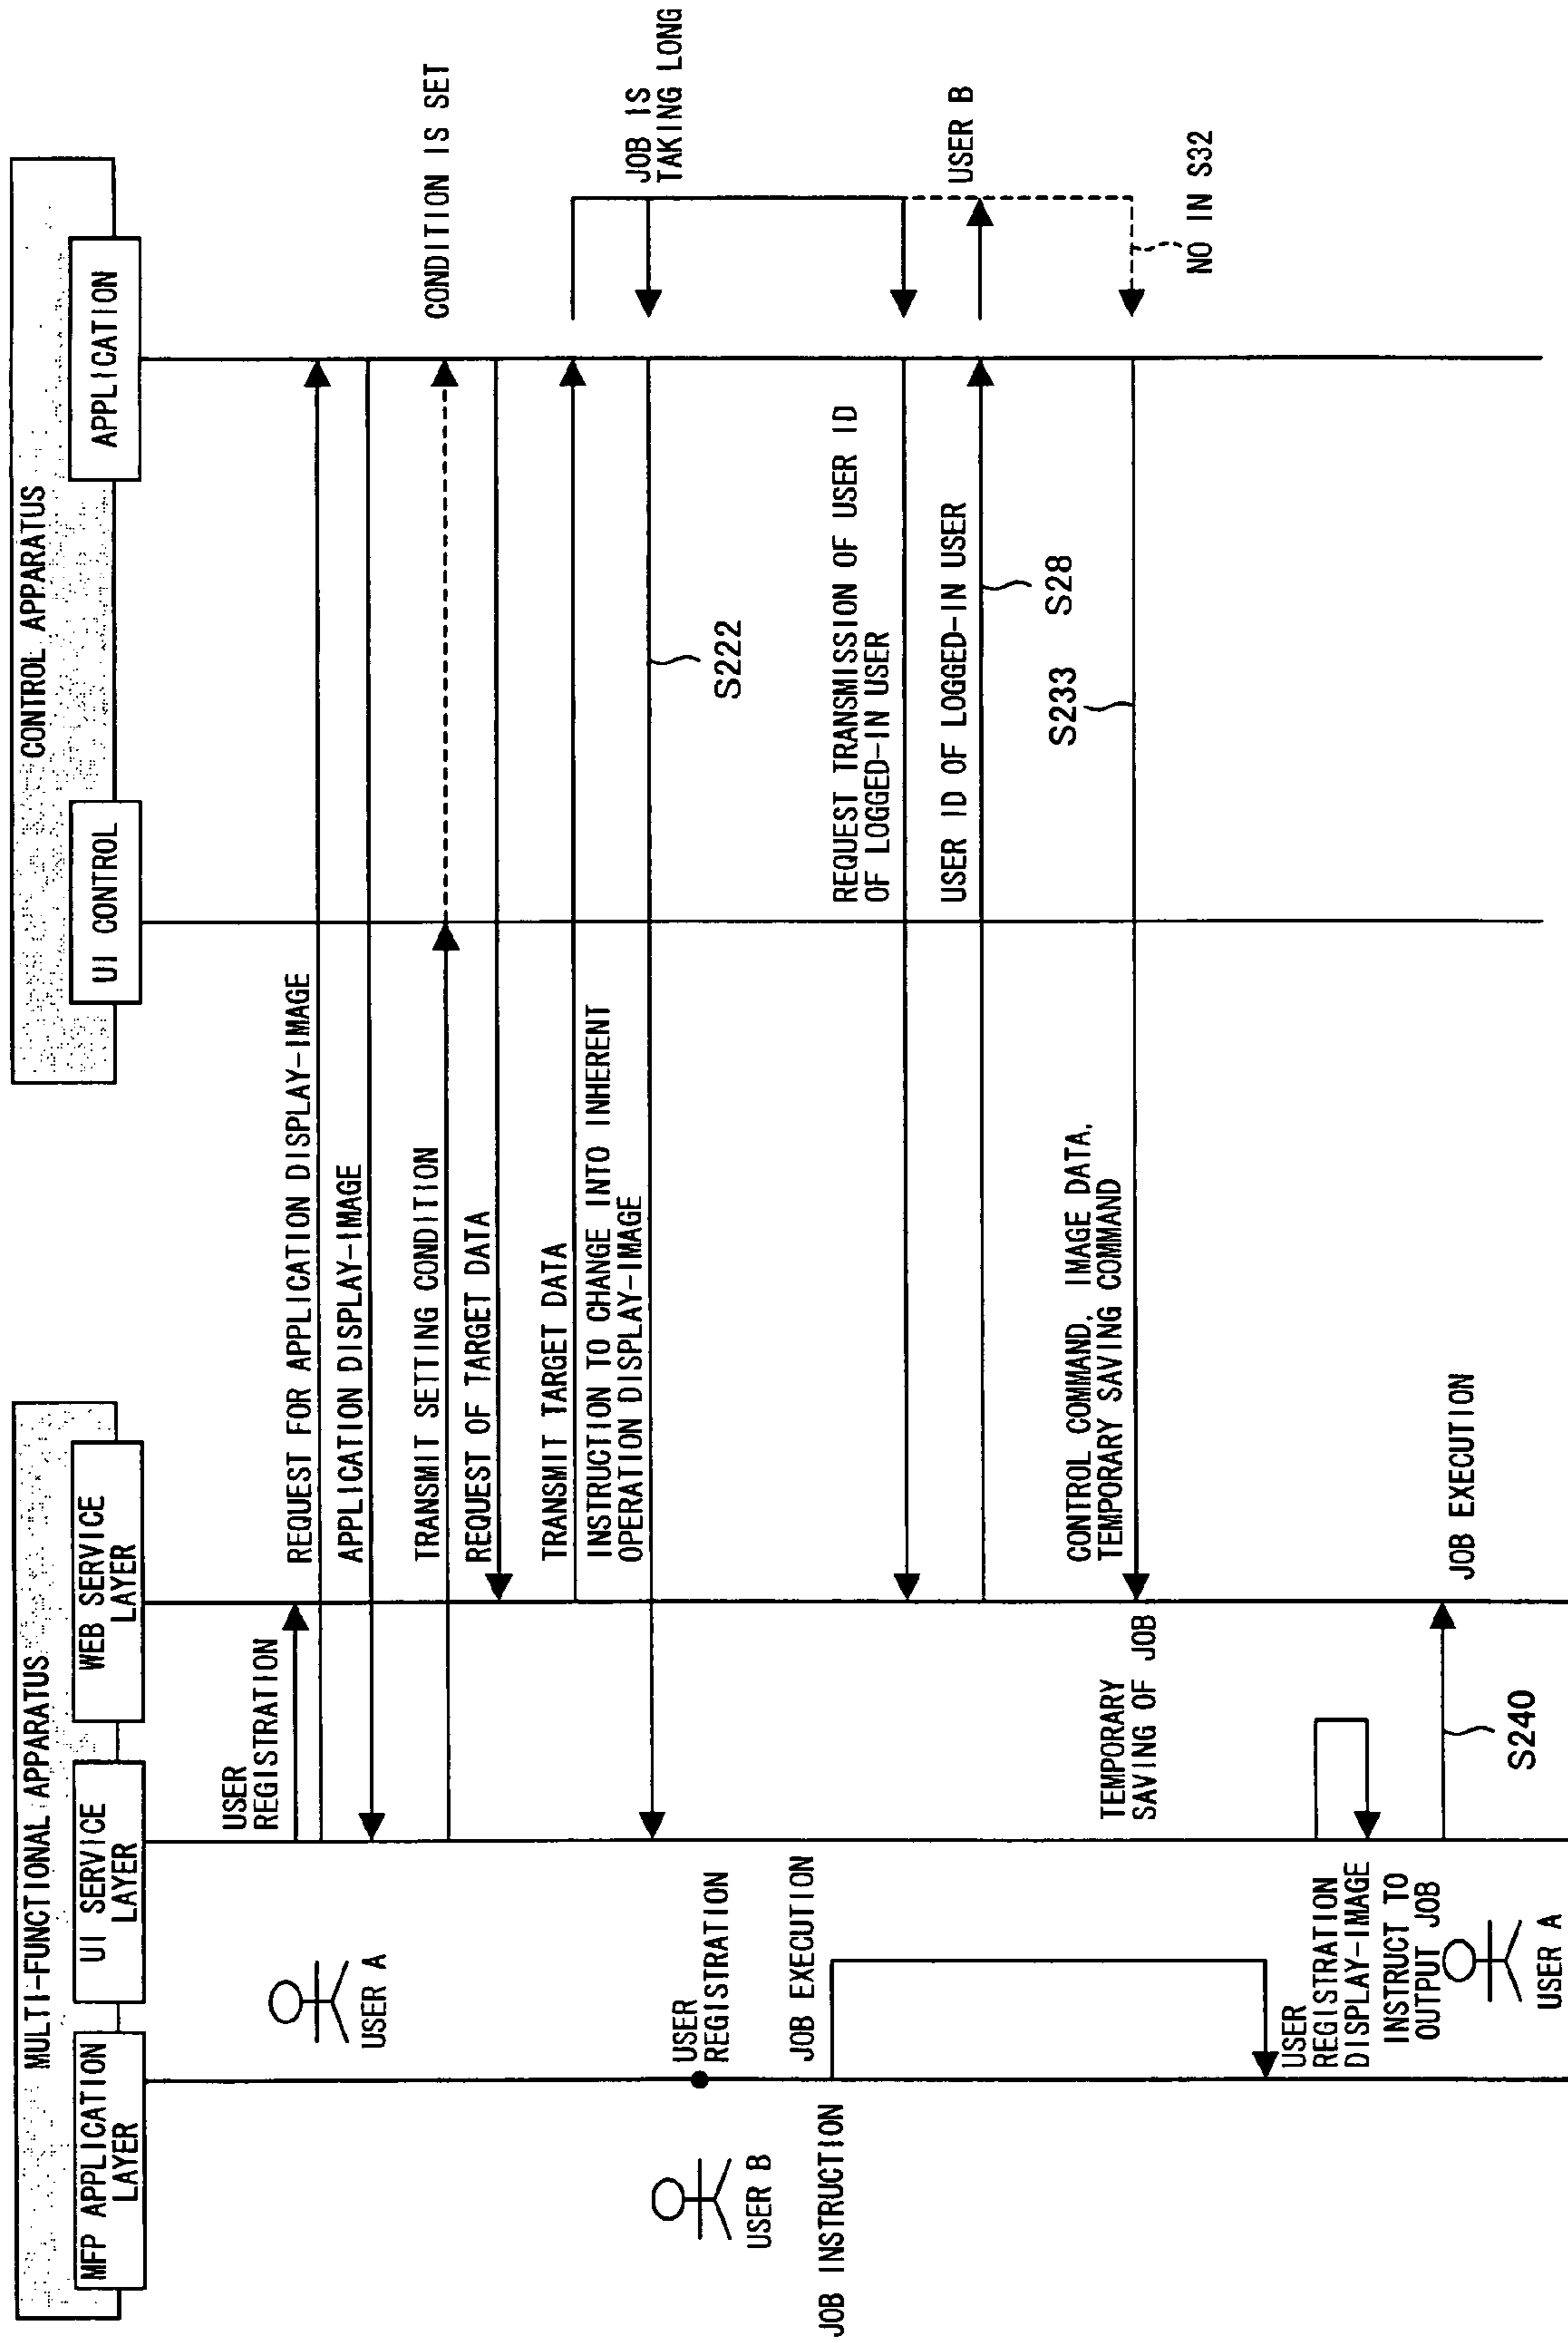 MULTI-FUNCTIONAL APPARATUS
MFP APPLICATION
LAYER
UI SERVICE
LAYER
WEB SERVICE
LAYER
CONTROL APPARATUS
UI CONTROL
APPLICATION
USER A
USER
REGISTRATION
REQUEST FOR APPLICATION DISPLAY-IMAGE
APPLICATION DISPLAY-IMAGE
TRANSMIT SETTING CONDITION
CONDITION IS SET
REQUEST OF TARGET DATA
TRANSMIT TARGET DATA
INSTRUCTION TO CHANGE INTO INHERENT
OPERATION DISPLAY-IMAGE
S222
JOB IS
TAKING LONG
USER B
USER
REGISTRATION
JOB INSTRUCTION
JOB EXECUTION
REQUEST TRANSMISSION OF USER ID
OF LOGGED-IN USER
USER ID OF LOGGED-IN USER
S28
USER B
CONTROL COMMAND, IMAGE DATA,
TEMPORARY SAVING COMMAND
S233
NO IN S32
TEMPORARY
SAVING OF JOB
USER
REGISTRATION
DISPLAY-IMAGE
INSTRUCT TO
OUTPUT JOB
USER A
S240
JOB EXECUTION